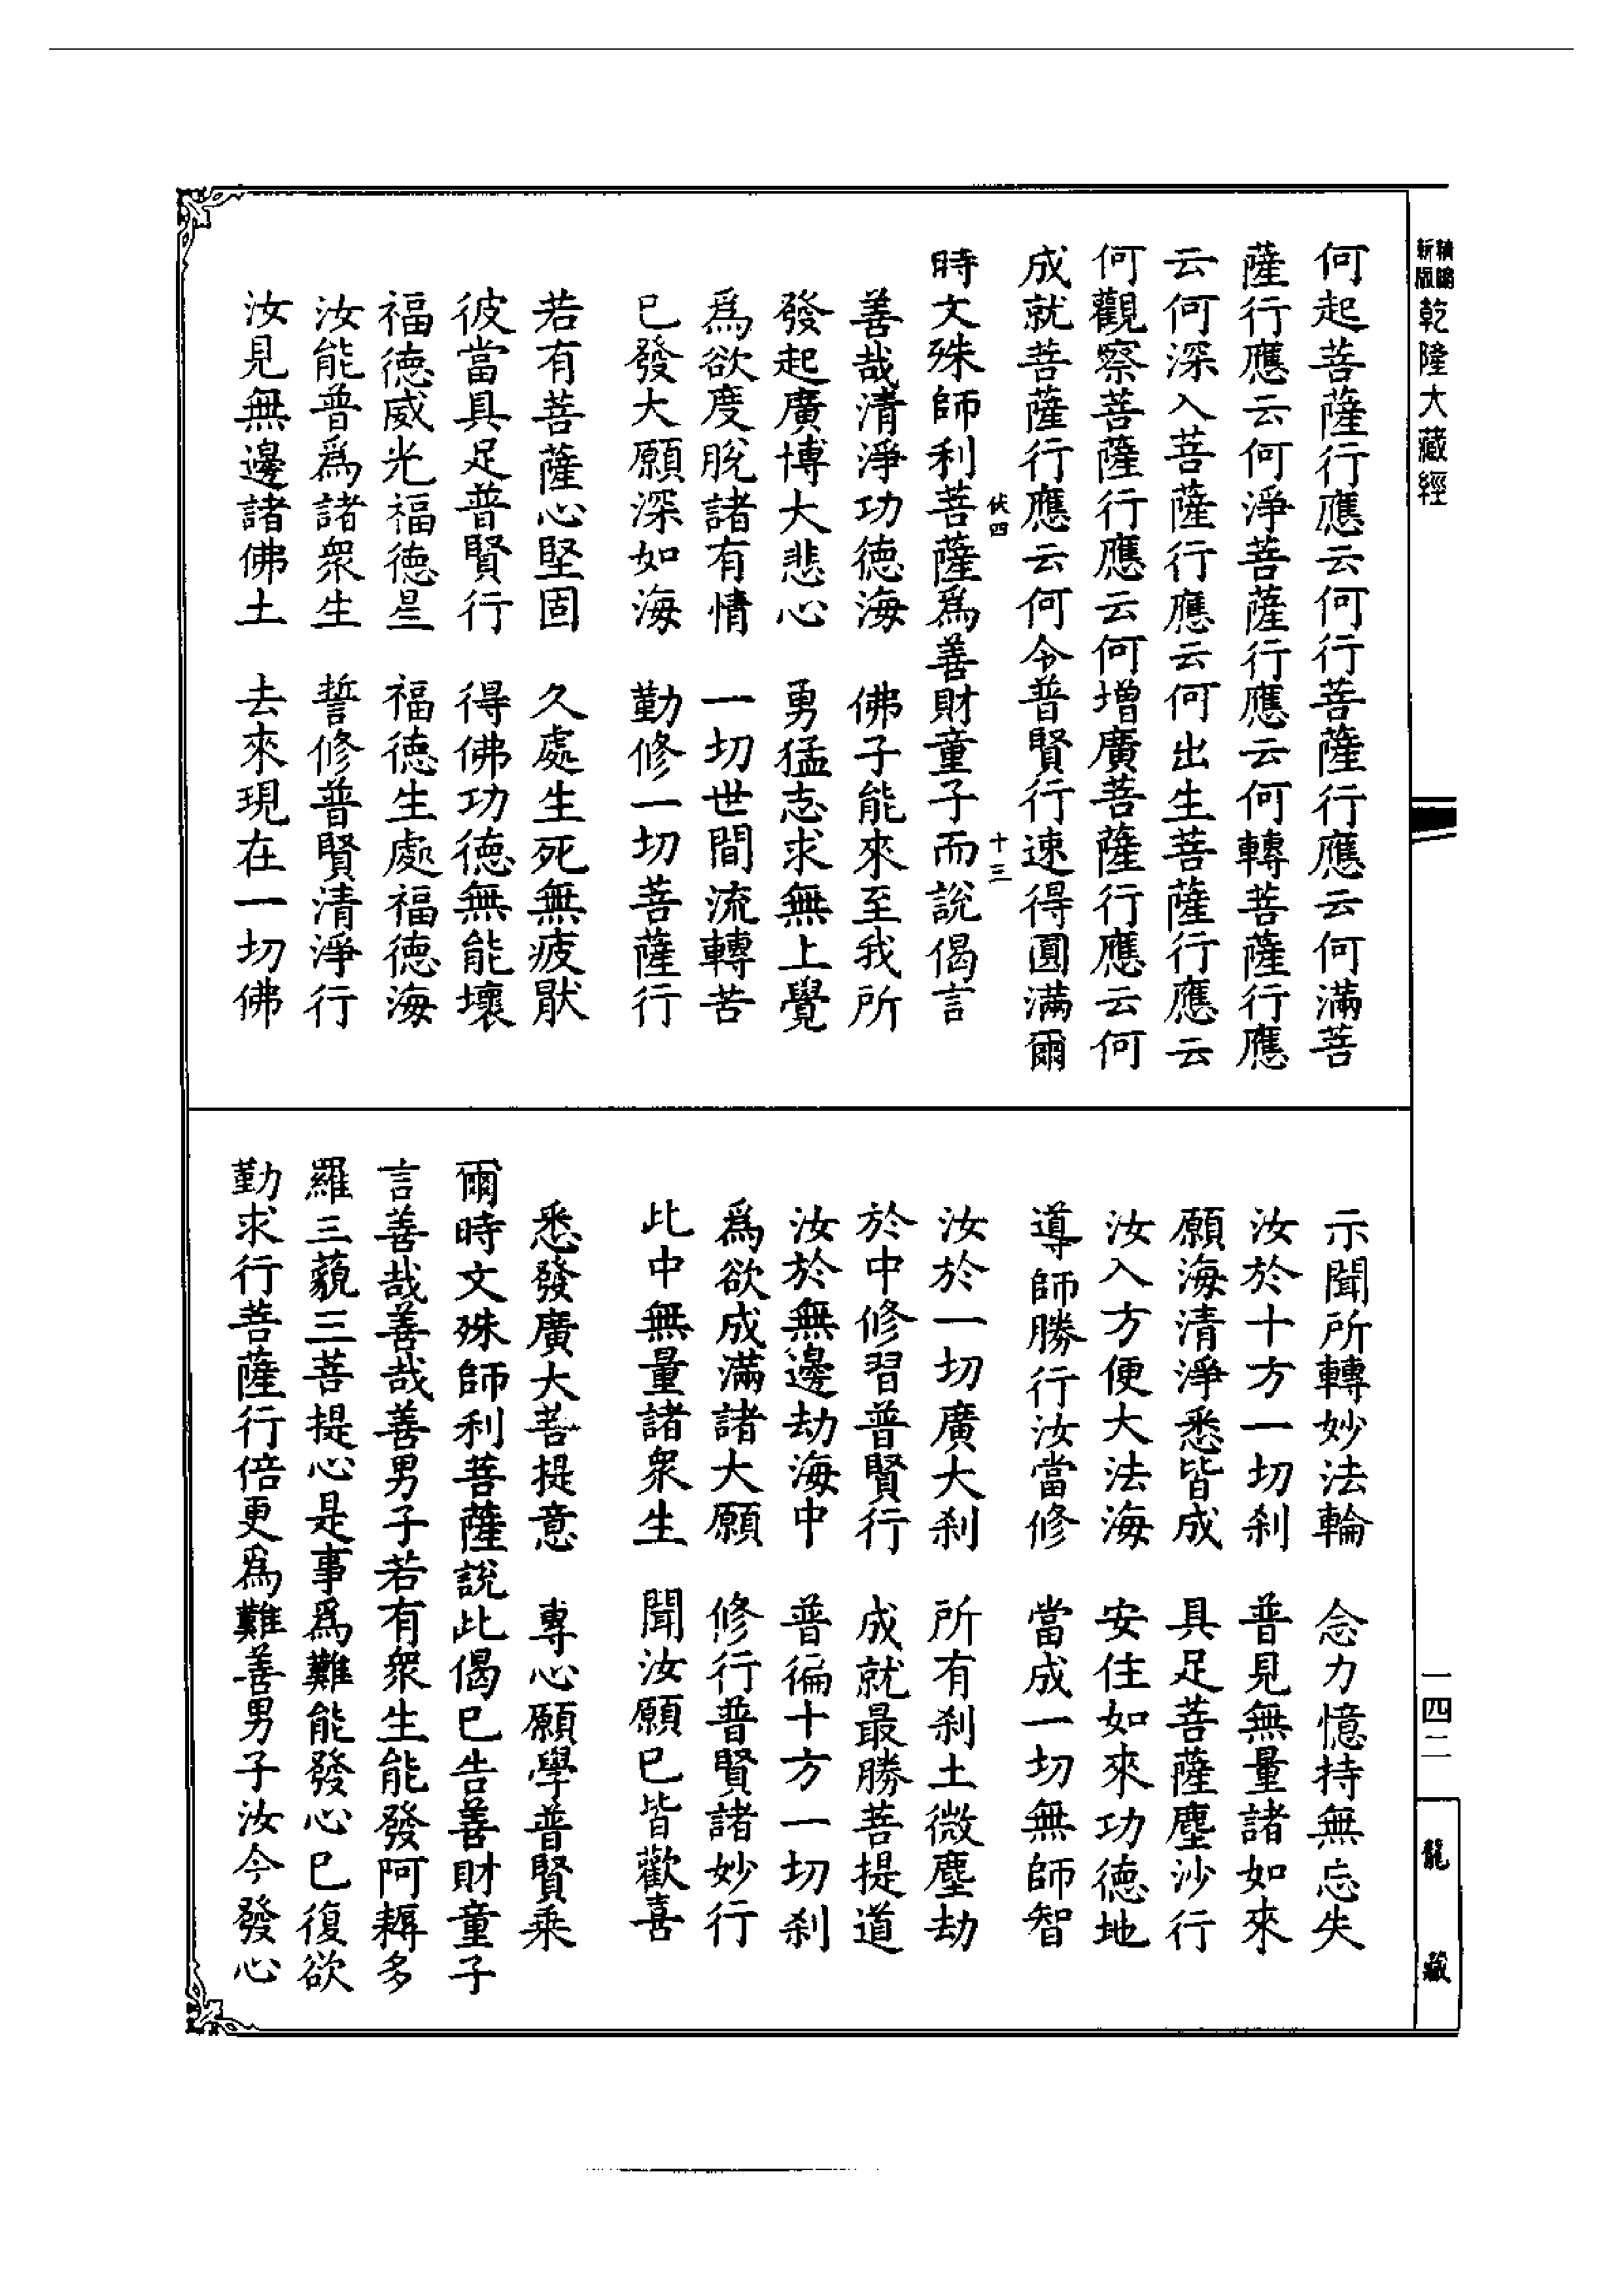 精縮新版乾隆大藏經
何起菩薩行應云何行菩薩行應云何滿菩
薩行應云何淨菩薩行應云何轉菩薩行應
云何深入菩薩行應云何出生菩薩行應云
何觀察菩薩行應云何增廣菩薩行應云何
成就菩薩行應云何令普賢行速得圓滿爾
伏四 十三
時文殊師利菩薩爲善財童子而說偈言
善哉清淨功德海 佛子能來至我所
發起廣博大悲心 勇猛志求無上覺
爲欲度脫諸有情 一切世間流轉苦
已發大願深如海 勤修一切菩薩行
若有菩薩心堅固 久處生死無疲猒
彼當具足普賢行 得佛功德無能壞
福德威光福德𠀍 福德生處福德海
汝能普爲諸衆生 誓修普賢清淨行
汝見無邊諸佛土 去來現在一切佛
示聞所轉妙法輪 念力憶持無忘失
汝於十方一切刹 普見無量諸如來
願海清淨悉皆成 具足菩薩塵沙行
汝入方便大法海 安住如來功德地
導師勝行汝當修 當成一切無師智
汝於一切廣大刹 所有刹土微塵劫
於中修習普賢行 成就最勝菩提道
汝於無邊劫海中 普徧十方一切刹
爲欲成滿諸大願 修行普賢諸妙行
此中無量諸衆生 聞汝願已皆歡喜
悉發廣大菩提意 專心願學普賢乘
爾時文殊師利菩薩說此偈已告善財童子
言善哉善哉善男子若有衆生能發阿耨多
羅三藐三菩提心是事爲難能發心已復欲
勤求行菩薩行倍更爲難善男子汝今發心
一四二
龍藏